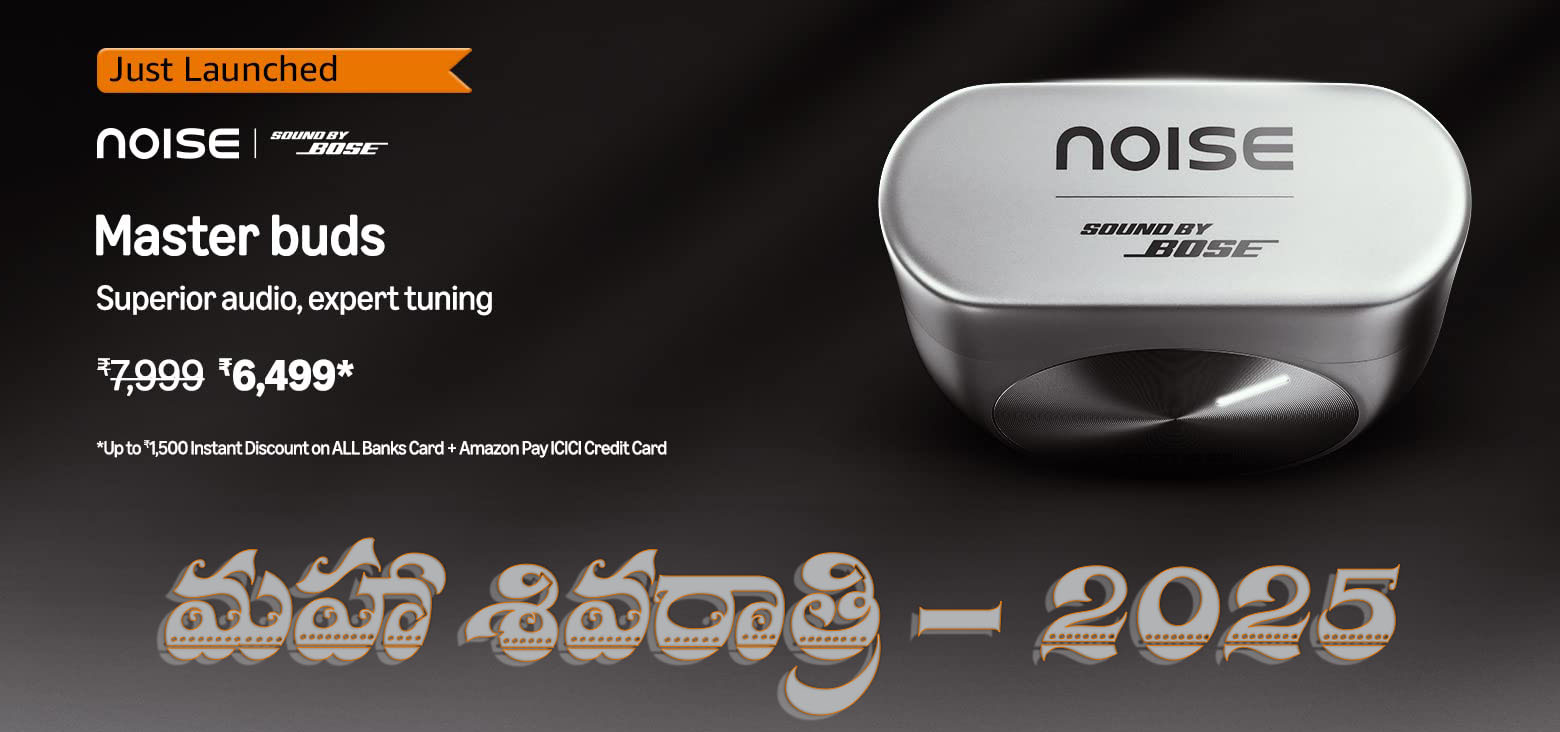 Just Launched
NOISE | SOUND BY BOSE
Master buds
Superior audio, expert tuning
₹7,999 ₹6,499*
*Up to ₹1,500 Instant Discount on ALL Banks Card + Amazon Pay ICICI Credit Card
NOISE
SOUND BY
BOSE
మహా శివరాత్రి – 2025